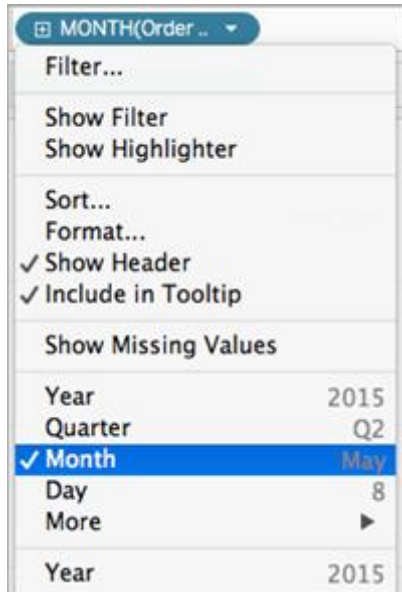 MONTH(Order ..
Filter...
Show Filter
Show Highlighter
Sort...
Format...
✓ Show Header
✓ Include in Tooltip
Show Missing Values
Year 2015
Quarter Q2
✓ Month May
Day 8
More
Year 2015